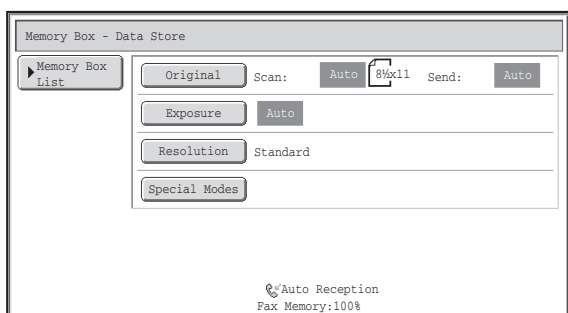 Memory Box - Data Store
Memory Box
List
Original Scan: Auto 8½x11 Send: Auto
Exposure Auto
Resolution Standard
Special Modes
Auto Reception
Fax Memory:100%